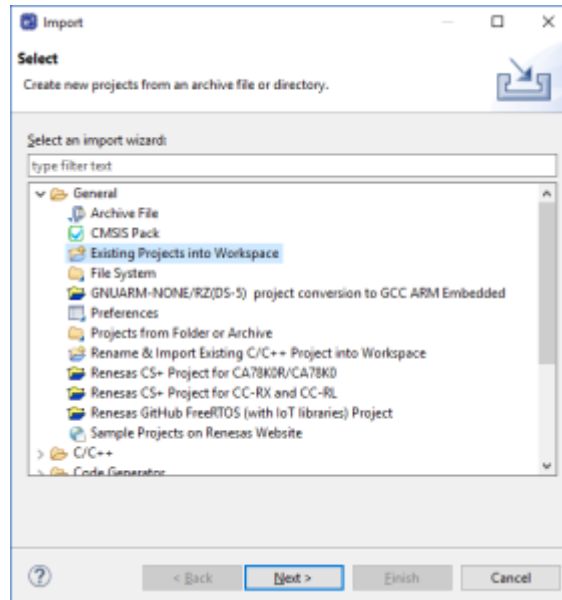 Import
Select
Create new projects from an archive file or directory.
Select an import wizard:
type filter text
General
Archive File
CMSIS Pack
Existing Projects into Workspace
File System
GNUARM-NONE/RZ(DS-5) project conversion to GCC ARM Embedded
Preferences
Projects from Folder or Archive
Rename & Import Existing C/C++ Project into Workspace
Renesas CS+ Project for CA78K0R/CA78K0
Renesas CS+ Project for CC-RX and CC-RL
Renesas GitHub FreeRTOS (with IoT libraries) Project
Sample Projects on Renesas Website
C/C++
Code Generator
? < Back Next > Finish Cancel